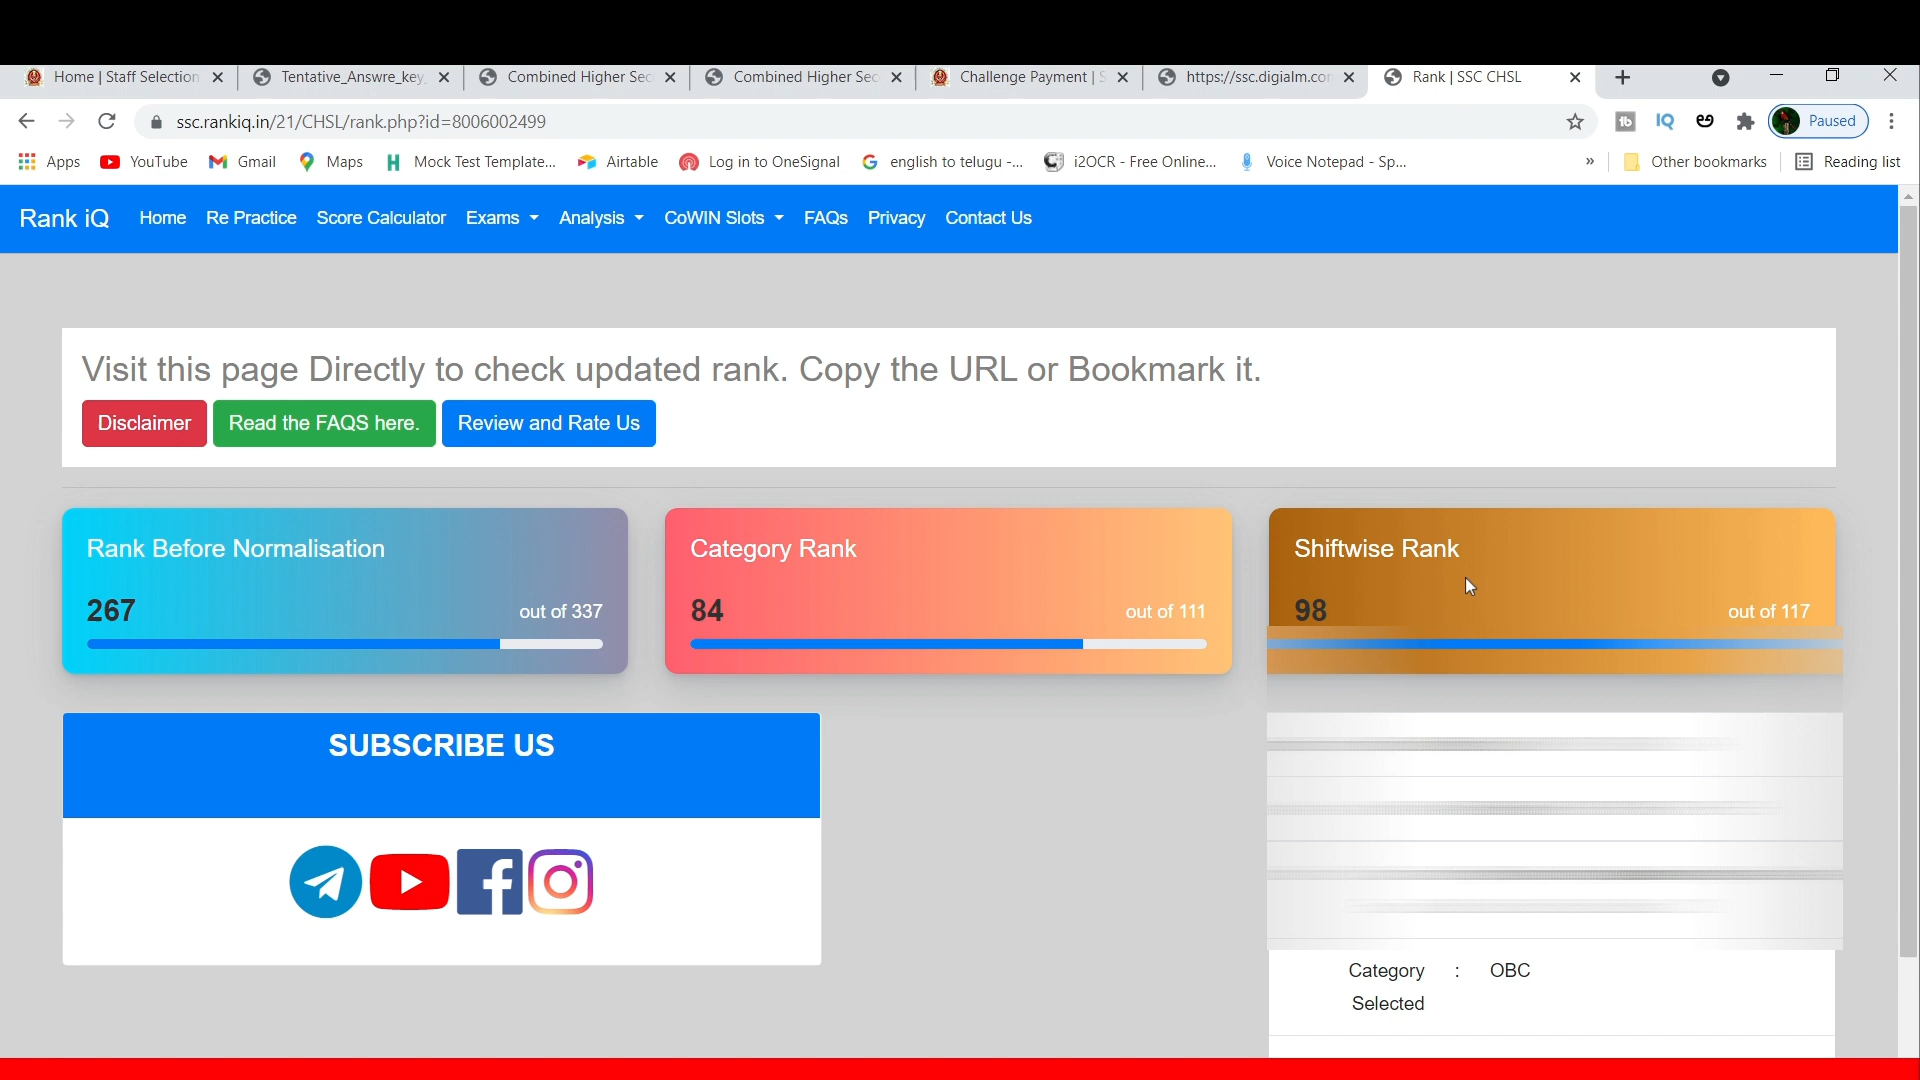 Home | Staff Selection
Tentative_Answre_key_
Combined Higher Sec
Combined Higher Sec
Challenge Payment | S
https://ssc.digialm.com
Rank | SSC CHSL
ssc.rankiq.in/21/CHSL/rank.php?id=8006002499
tb
IQ
Paused
Apps
YouTube
Gmail
Maps
Mock Test Template...
Airtable
Log in to OneSignal
english to telugu -...
i2OCR - Free Online...
Voice Notepad - Sp...
»
Other bookmarks
Reading list
Rank iQ
Home
Re Practice
Score Calculator
Exams
Analysis
CoWIN Slots
FAQs
Privacy
Contact Us
Visit this page Directly to check updated rank. Copy the URL or Bookmark it.
Disclaimer
Read the FAQS here.
Review and Rate Us
Rank Before Normalisation
267
out of 337
Category Rank
84
out of 111
Shiftwise Rank
98
out of 117
SUBSCRIBE US
Category : OBC
Selected